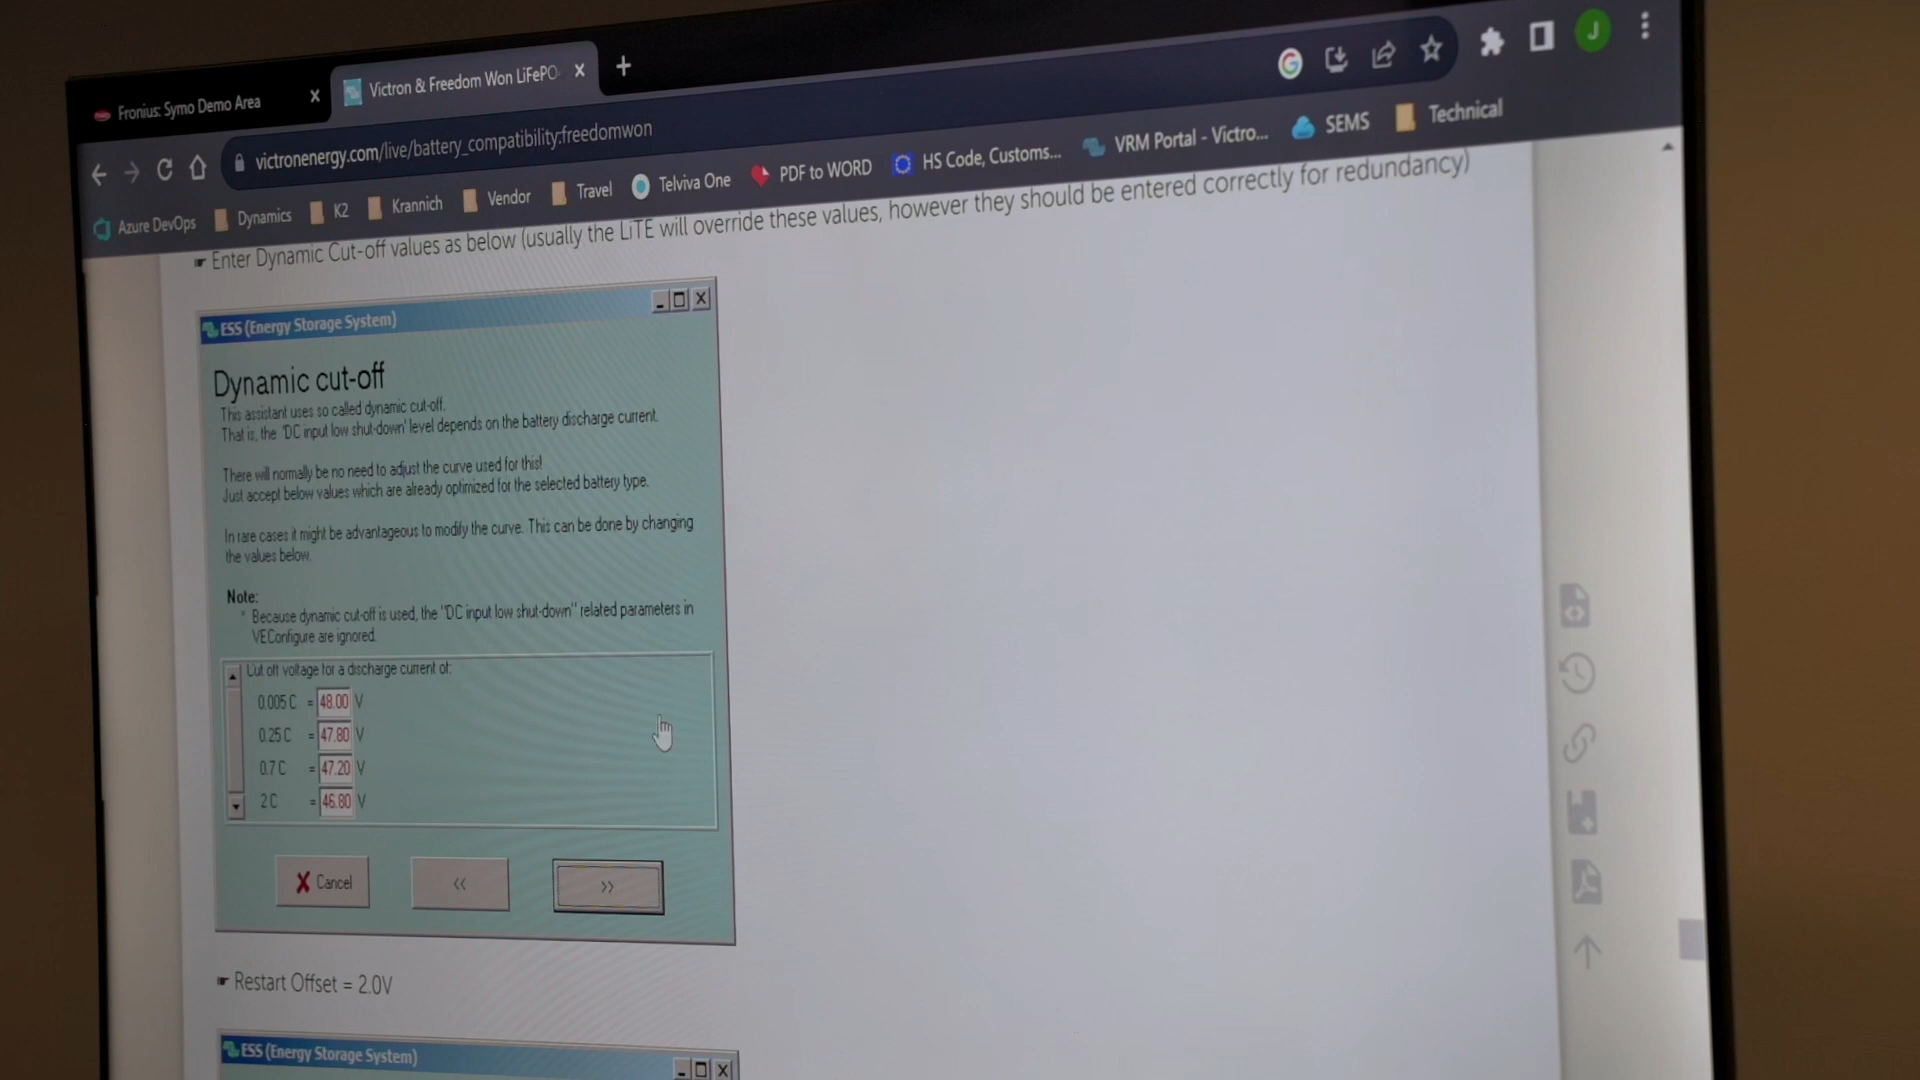 Fronius: Symo Demo Area
Victron & Freedom Won LiFePO
victronenergy.com/live/battery_compatibility:freedomwon
J
Azure DevOps
Dynamics
K2
Krannich
Vendor
Travel
Telviva One
PDF to WORD
HS Code, Customs...
VRM Portal - Victro...
SEMS
Technical
☛ Enter Dynamic Cut-off values as below (usually the LiTE will override these values, however they should be entered correctly for redundancy)
ESS (Energy Storage System)
Dynamic cut-off
This assistant uses so called dynamic cut-off.
That is, the 'DC input low shut-down' level depends on the battery discharge current.
There will normally be no need to adjust the curve used for this!
Just accept below values which are already optimized for the selected battery type.
In rare cases it might be advantageous to modify the curve. This can be done by changing
the values below.
Note:
* Because dynamic cut-off is used, the "DC input low shut-down" related parameters in
VEConfigure are ignored.
Cut off voltage for a discharge current of:
0.005 C = 48.00 V
0.25 C = 47.80 V
0.7 C = 47.20 V
2 C = 46.80 V
Cancel
<<
>>
☛ Restart Offset = 2.0V
ESS (Energy Storage System)